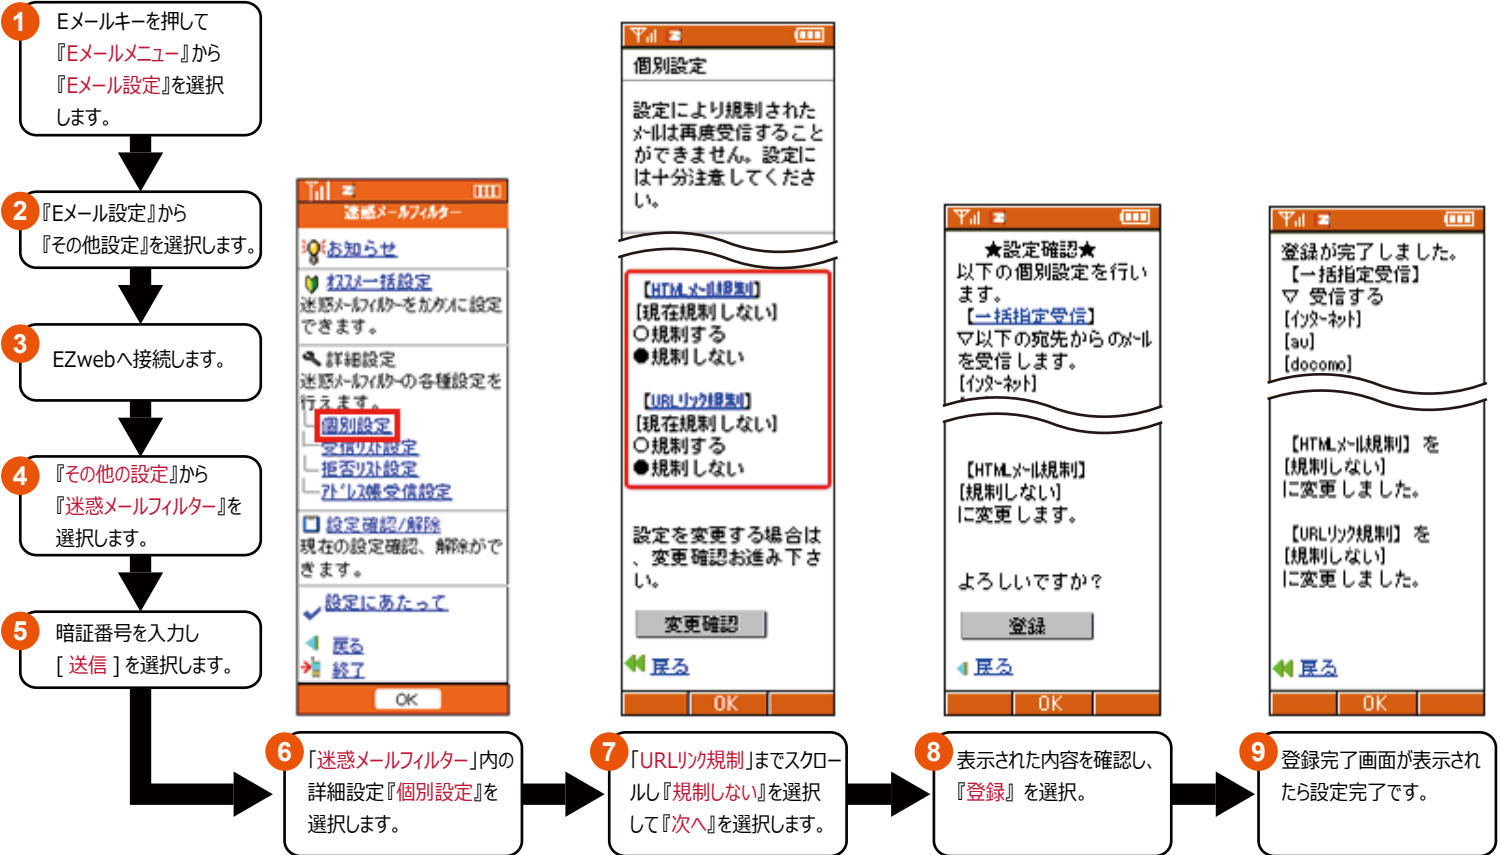 1
Eメールキーを押して
『Eメールメニュー』から
『Eメール設定』を選択
します。
2
『Eメール設定』から
『その他設定』を選択します。
3
EZwebへ接続します。
4
『その他の設定』から
『迷惑メールフィルター』を
選択します。
5
暗証番号を入力し
[ 送信 ] を選択します。
迷惑メールフィルター
お知らせ
オススメ一括設定
迷惑メールフィルターをカンタンに設定
できます。
詳細設定
迷惑メールフィルターの各種設定を
行えます。
個別設定
受信リスト設定
拒否リスト設定
アドレス帳受信設定
設定確認/解除
現在の設定確認、解除がで
きます。
設定にあたって
戻る
終了
OK
6
「迷惑メールフィルター」内の
詳細設定『個別設定』を
選択します。
個別設定
設定により規制された
メールは再度受信すること
ができません。設定に
は十分注意してくださ
い。
【HTMLメール規制】
[現在規制しない]
○規制する
●規制しない
【URLリンク規制】
[現在規制しない]
○規制する
●規制しない
設定を変更する場合は
、変更確認お進み下さ
い。
変更確認
戻る
OK
7
「URLリンク規制」までスクロー
ルし『規制しない』を選択
して『次へ』を選択します。
★設定確認★
以下の個別設定を行い
ます。
【一括指定受信】
▽以下の宛先からのメール
を受信します。
[インターネット]
【HTMLメール規制】
[規制しない]
に変更します。
よろしいですか?
登録
戻る
OK
8
表示された内容を確認し、
『登録』 を選択。
登録が完了しました。
【一括指定受信】
▽ 受信する
[インターネット]
[au]
[docomo]
【HTMLメール規制】 を
[規制しない]
に変更しました。
【URLリンク規制】 を
[規制しない]
に変更しました。
戻る
OK
9
登録完了画面が表示され
たら設定完了です。